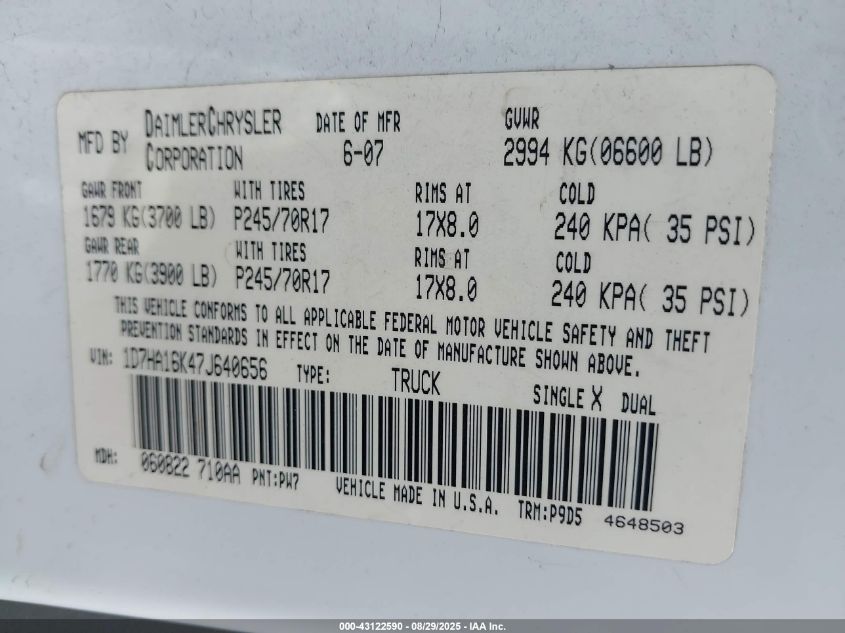 MFD BY DAIMLERCHRYSLER CORPORATION DATE OF MFR 6-07 GVWR 2994 KG(06600 LB)
GAWR FRONT WITH TIRES RIMS AT COLD
1679 KG(3700 LB) P245/70R17 17X8.0 240 KPA( 35 PSI)
GAWR REAR WITH TIRES RIMS AT COLD
1770 KG(3900 LB) P245/70R17 17X8.0 240 KPA( 35 PSI)
THIS VEHICLE CONFORMS TO ALL APPLICABLE FEDERAL MOTOR VEHICLE SAFETY AND THEFT
PREVENTION STANDARDS IN EFFECT ON THE DATE OF MANUFACTURE SHOWN ABOVE.
VIN: 1D7HA16K47J640656 TYPE: TRUCK SINGLE X DUAL
MDH: 060822 710AA PNT:PW7 VEHICLE MADE IN U.S.A. TRM:P9D5 4648503
000-43122590 - 08/29/2025 - IAA Inc.